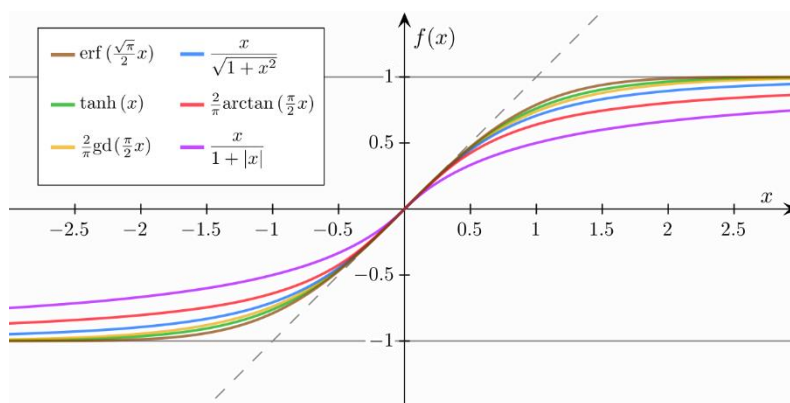 f(x)
erf (√π/2 x)
x/√(1 + x²)
tanh (x)
2/π arctan (π/2 x)
2/π gd(π/2 x)
x/(1 + |x|)
1
0.5
x
−2.5 −2 −1.5 −1 −0.5 0.5 1 1.5 2 2.5
−0.5
−1